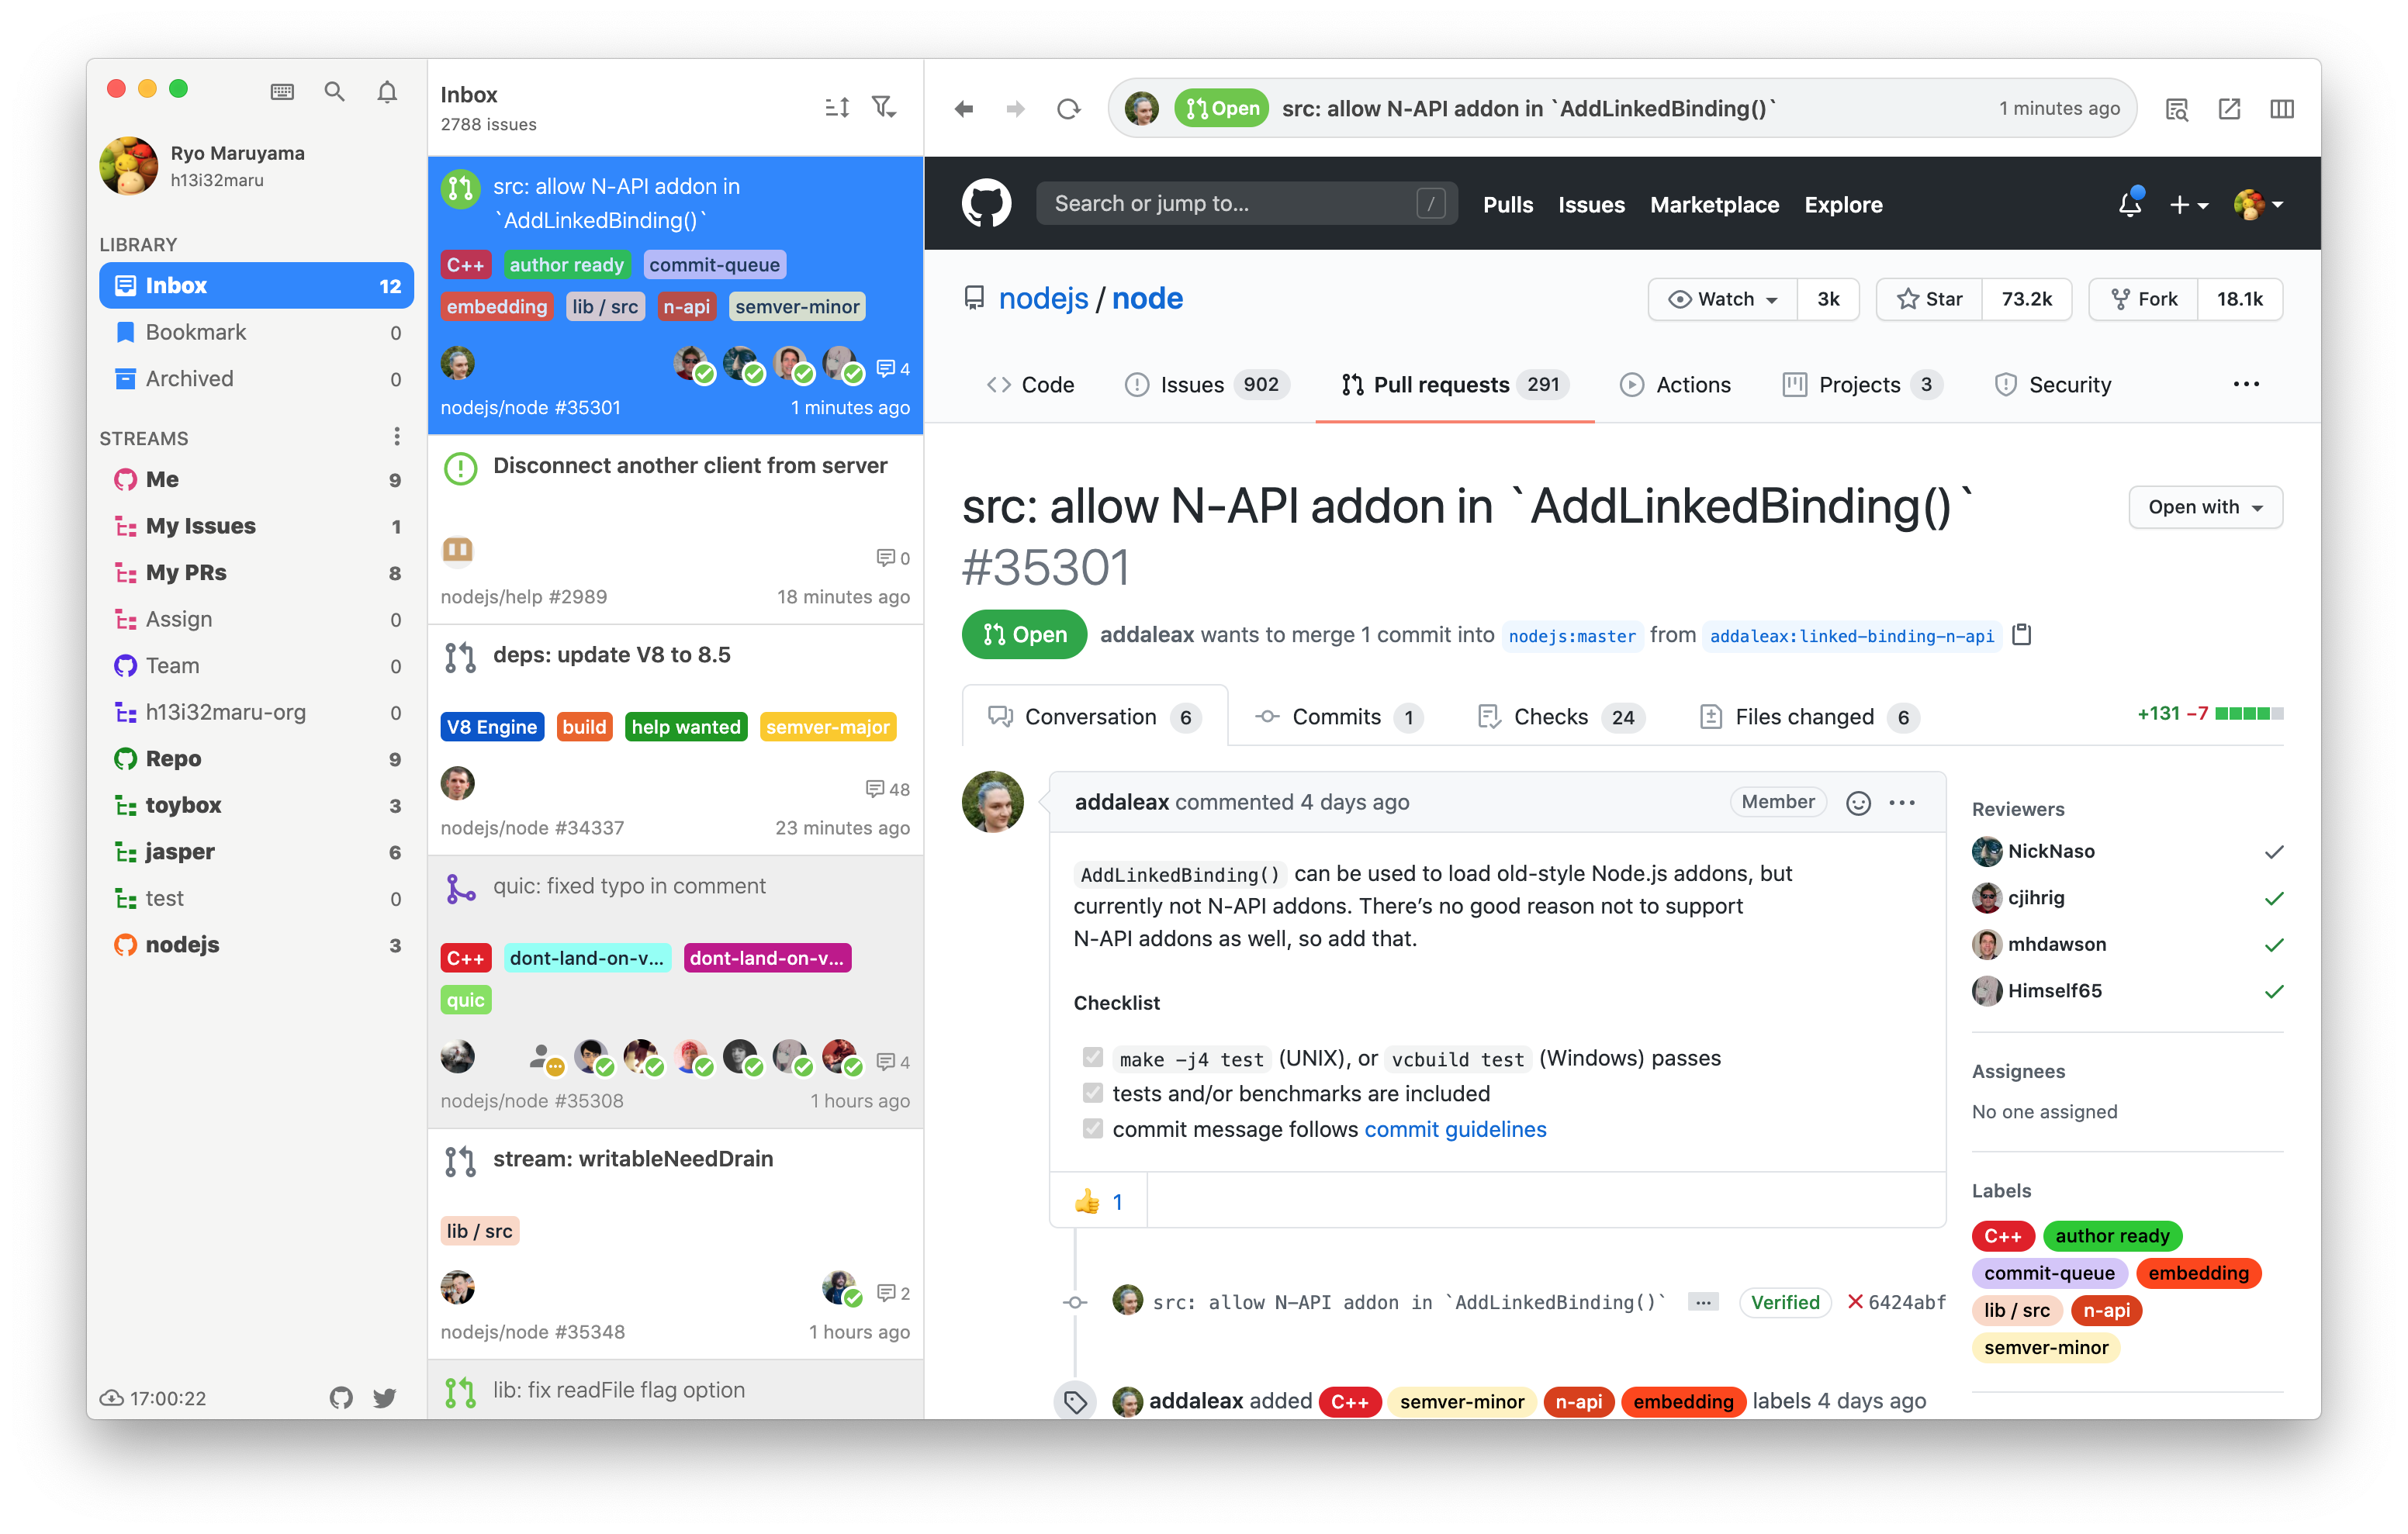 Ryo Maruyama
h13i32maru
LIBRARY
Inbox 12
Bookmark 0
Archived 0
STREAMS
Me 9
My Issues 1
My PRs 8
Assign 0
Team 0
h13i32maru-org 0
Repo 9
toybox 3
jasper 6
test 0
nodejs 3
17:00:22
Inbox
2788 issues
src: allow N-API addon in
`AddLinkedBinding()`
C++ author ready commit-queue
embedding lib / src n-api semver-minor
4
nodejs/node #35301 1 minutes ago
Disconnect another client from server
0
nodejs/help #2989 18 minutes ago
deps: update V8 to 8.5
V8 Engine build help wanted semver-major
48
nodejs/node #34337 23 minutes ago
quic: fixed typo in comment
C++ dont-land-on-v... dont-land-on-v...
quic
4
nodejs/node #35308 1 hours ago
stream: writableNeedDrain
lib / src
2
nodejs/node #35348 1 hours ago
lib: fix readFile flag option
Open src: allow N-API addon in `AddLinkedBinding()` 1 minutes ago
Search or jump to... / Pulls Issues Marketplace Explore
nodejs / node Watch 3k Star 73.2k Fork 18.1k
Code Issues 902 Pull requests 291 Actions Projects 3 Security
src: allow N-API addon in `AddLinkedBinding()`
#35301
Open with
Open addaleax wants to merge 1 commit into nodejs:master from addaleax:linked-binding-n-api
Conversation 6 Commits 1 Checks 24 Files changed 6 +131 −7
addaleax commented 4 days ago Member
AddLinkedBinding() can be used to load old-style Node.js addons, but
currently not N-API addons. There’s no good reason not to support
N-API addons as well, so add that.
Checklist
make -j4 test (UNIX), or vcbuild test (Windows) passes
tests and/or benchmarks are included
commit message follows commit guidelines
👍 1
src: allow N-API addon in `AddLinkedBinding()` ... Verified 6424abf
addaleax added C++ semver-minor n-api embedding labels 4 days ago
Reviewers
NickNaso
cjihrig
mhdawson
Himself65
Assignees
No one assigned
Labels
C++ author ready
commit-queue embedding
lib / src n-api
semver-minor